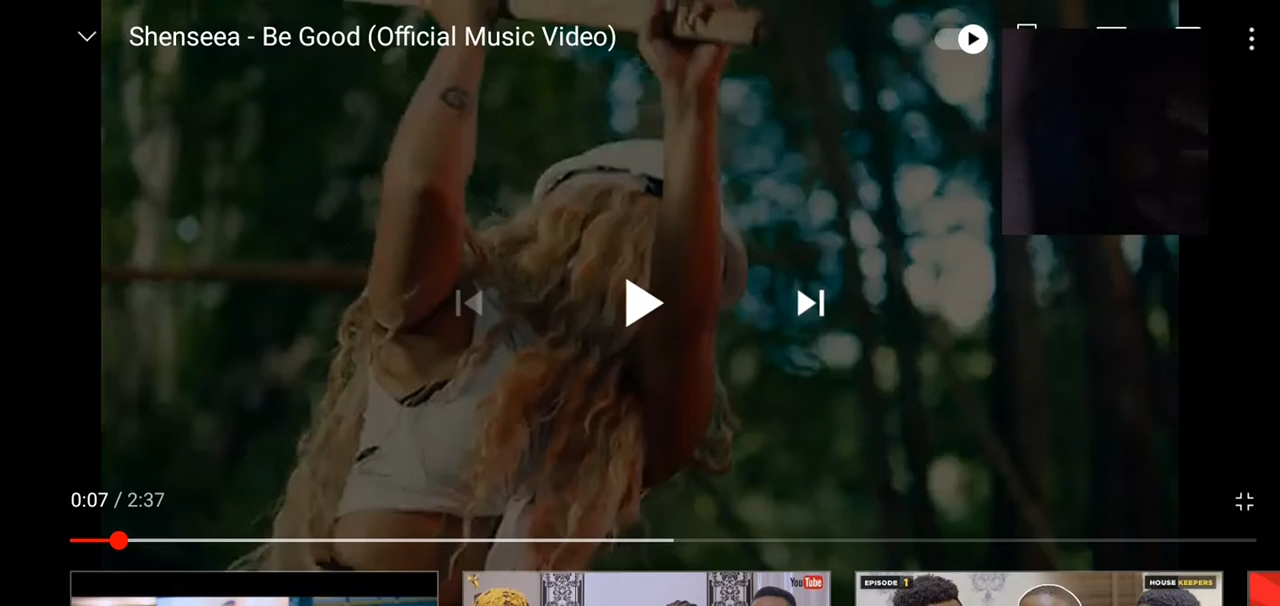 Shenseea - Be Good (Official Music Video)
0:07 / 2:37
YouTube
EPISODE 1
HOUSE KEEPERS